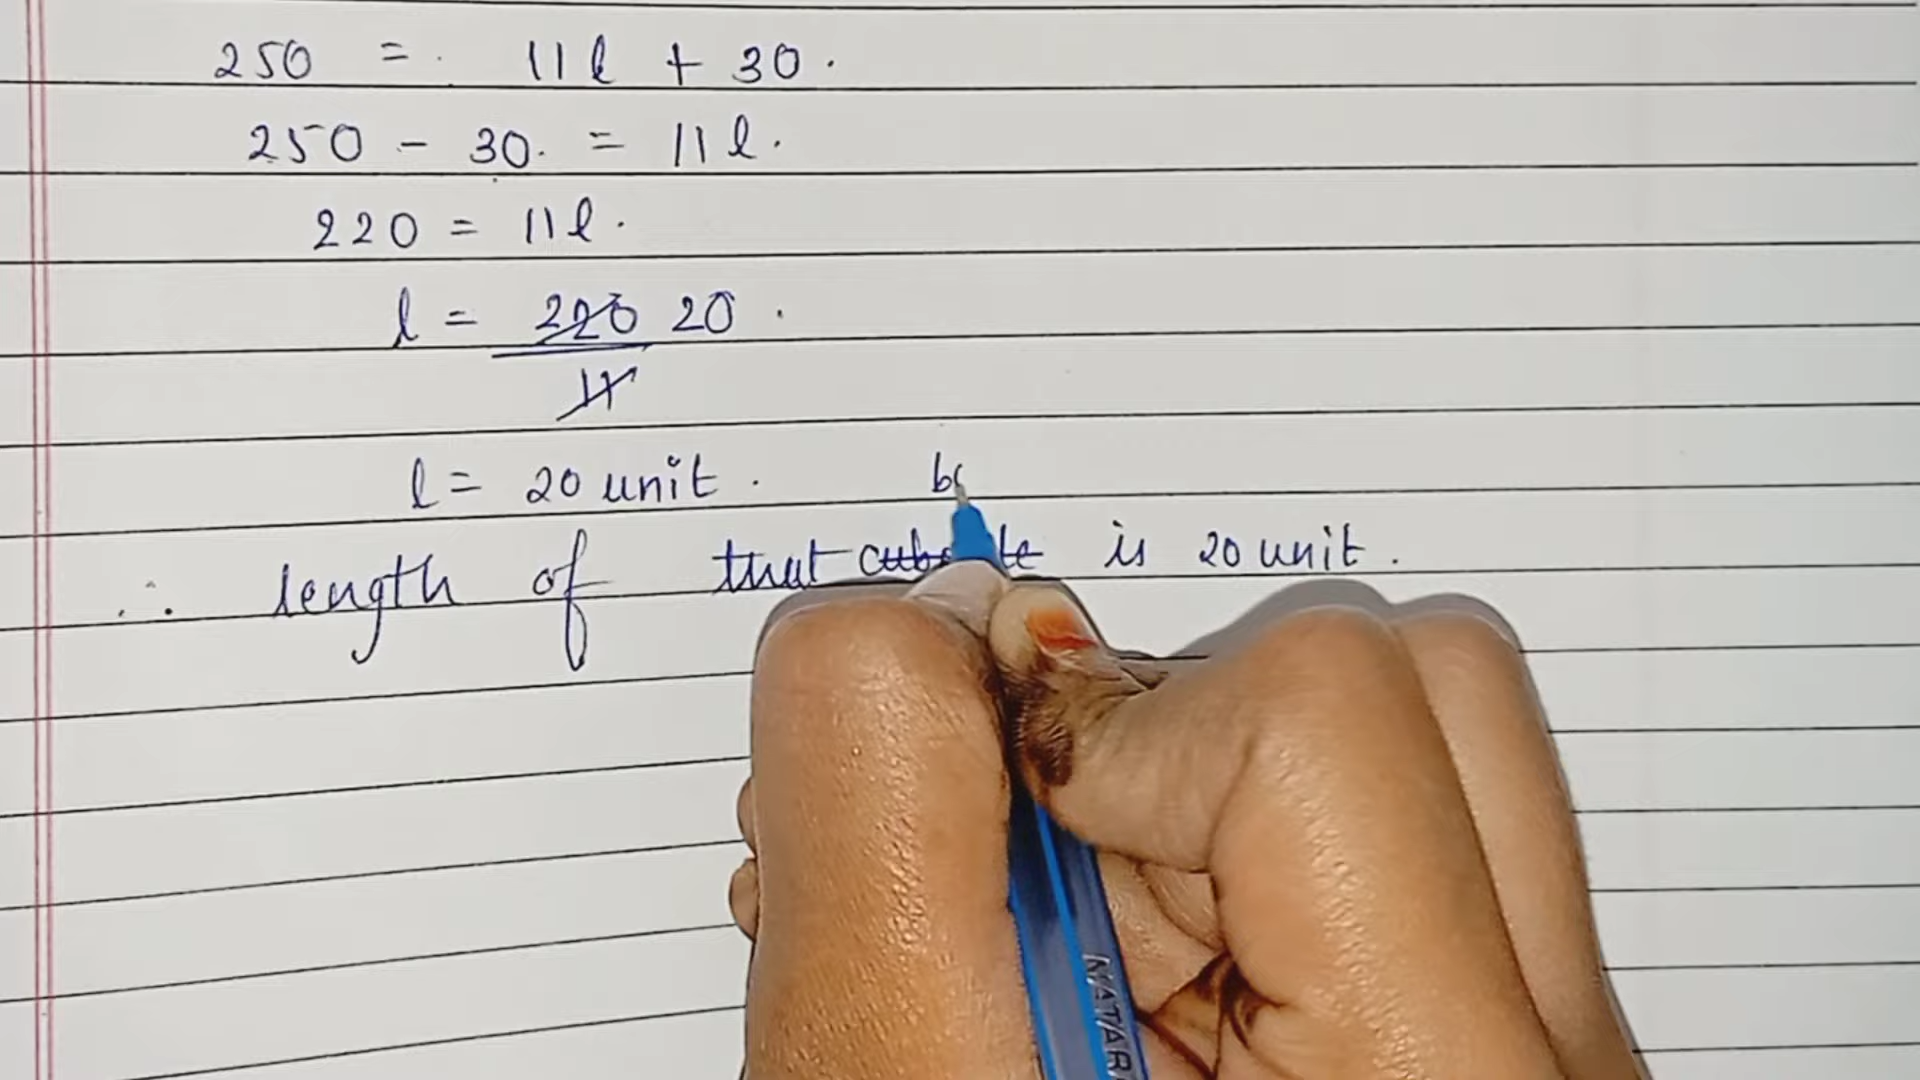 250 = 11l + 30.
250 - 30. = 11l.
220 = 11l.
l = 220 20.
11
l = 20 unit.
∴ length of that is 20 unit.